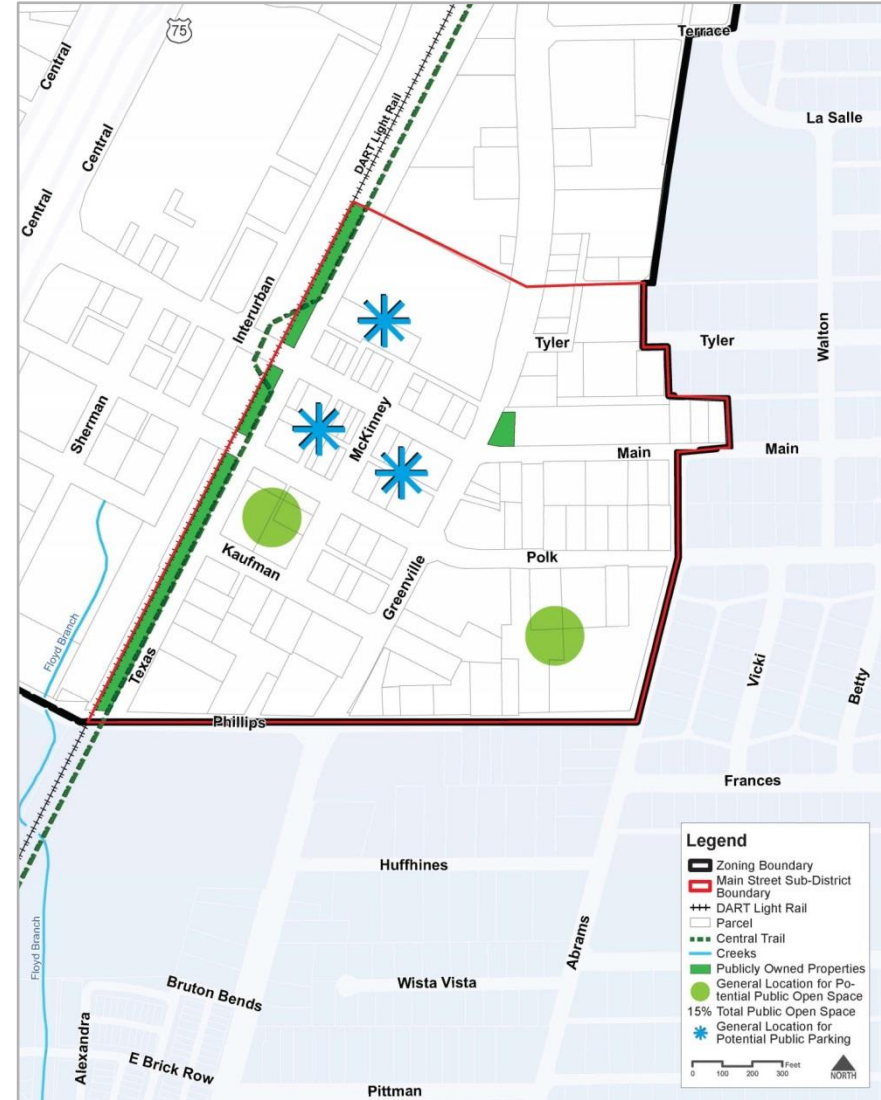 75
Terrace
Central
Central
Central
DART Light Rail
La Salle
Interurban
Walton
Tyler
Tyler
Sherman
McKinney
Main
Main
Kaufman
Polk
Greenville
Floyd Branch
Texas
Vicki
Betty
Phillips
Frances
Huffhines
Abrams
Floyd Branch
Wista Vista
Bruton Bends
Alexandra
E Brick Row
Pittman
Legend
Zoning Boundary
Main Street Sub-District
Boundary
DART Light Rail
Parcel
Central Trail
Creeks
Publicly Owned Properties
General Location for Po-
tential Public Open Space
15% Total Public Open Space
General Location for
Potential Public Parking
Feet
0 100 200 300
NORTH